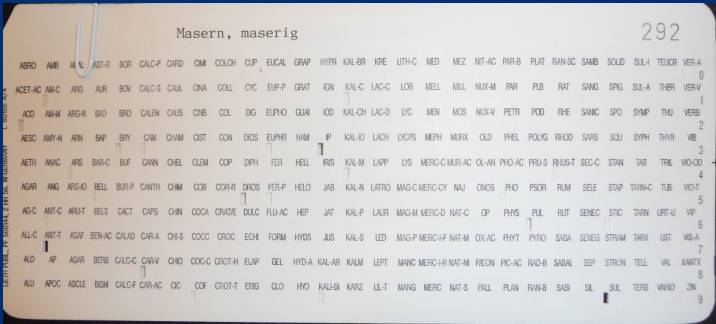 Masern, maserig 292
ABRO AMB AST-R BOR CALC-P CARD CIMI COLCH CUP EUCAL GRAP HYPR KAL-BR KRE LITH-C MED MEZ NIT-AC PAR-B PLAT RAN-SC SAMB SOLID SUL-I TEUCR VER-A
0
ACET-AC AM-C ARG AUR BOV CALC-S CAUL CINA COLL CYC EUP-P GRAT IGN KAL-C LAC-C LOB MELL MILL NUX-M PAR PLB RAT SANG SPIG SUL-A THER VER-V
1
ACO AM-M ARG-N BAD BRO CALEN CAUS CINB COL DIG EUPHO GUAI IOD KAL-CH LAC-D LYC MEN MOS NUX-V PETR POD RHE SANIC SPO SYMP THU VERB
2
AESC AMY-N ARN BAP BRY CAM CHAM CIST CON DIOS EUPHR HAM IP KAL-IO LACH LYCPS MEPH MURX OLD PHEL POLYG RHOD SARS SQU SYPH THYR VIB
3
AETH ANAC ARS BAR-C BUF CANN CHEL CLEM COP DIPH FER HELL IRIS KAL-M LAPP LYS MERC-C MUR-AC OL-AN PHO-AC PRU-S RHUS-T SEC-C STAN TAB TRIL VIO-OD
4
AGAR ANG ARS-IO BELL BUR-P CANTH CHIM COB COR-R DROS FER-P HELO JAB KAL-N LATRO MAG-C MERC-CY NAJ ONOS PHO PSOR RUM SELE STAP TARN-C TUB VIO-T
5
AG-C ANT-C ARU-T BELS CACT CAPS CHIN COCA CRAT/E DULC FLU-AC HEP JAT KAL-P LAUR MAG-M MERC-D NAT-C OP PHYS PUL RUT SENEC STIC TARN URT-U VIP
6
ALL-C ANT-T ASAF BEN-AC CALAD CAR-A CHI-S COCC CROC ECHI FORM HYDS JUS KAL-S LED MAG-P MERC-I-F NAT-M OX-AC PHYT PYRO SABA SENEG STRAM TARX UST VIS-A
7
ALO AP ASAR BERB CALC-C CAR-V CHIO COC-C CROT-H ELAP GEL HYD-A KAL-AR KALM LEPT MANC MERC-I-R NAT-N PÆON PIC-AC RAD-B SABAL SEP STRON TELL VAL XANTX
8
ALU APOC ASCLE BISM CALC-F CAR-AC CIC COF CROT-T ERIG GLO HYO KALI-BI KARZ LIL-T MANG MERC NAT-S PALL PLAN RAN-B SABI SIL SUL TERB VARIO ZIN
9